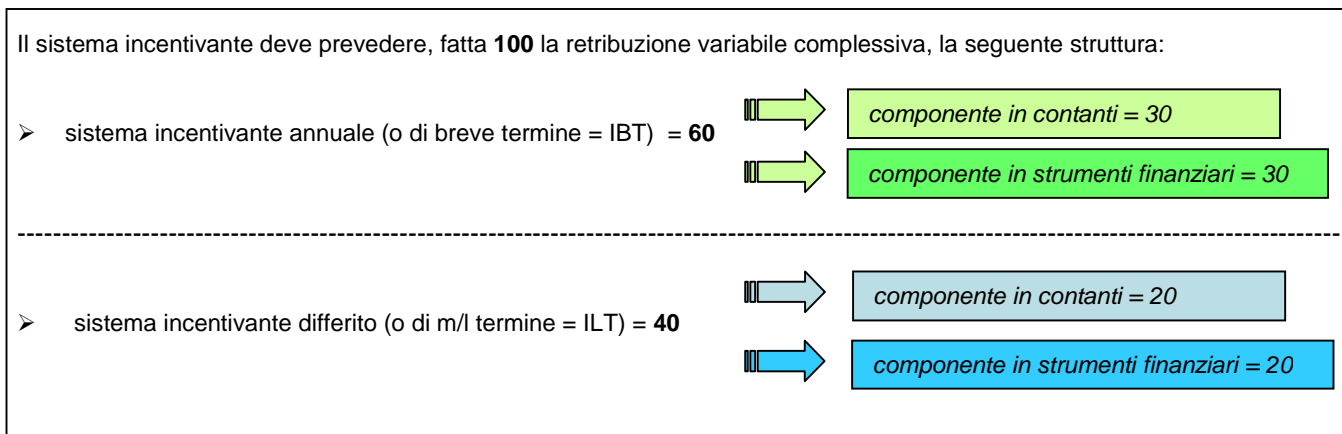 Il sistema incentivante deve prevedere, fatta 100 la retribuzione variabile complessiva, la seguente struttura:
componente in contanti = 30
➢ sistema incentivante annuale (o di breve termine = IBT) = 60
componente in strumenti finanziari = 30
componente in contanti = 20
➢ sistema incentivante differito (o di m/l termine = ILT) = 40
componente in strumenti finanziari = 20